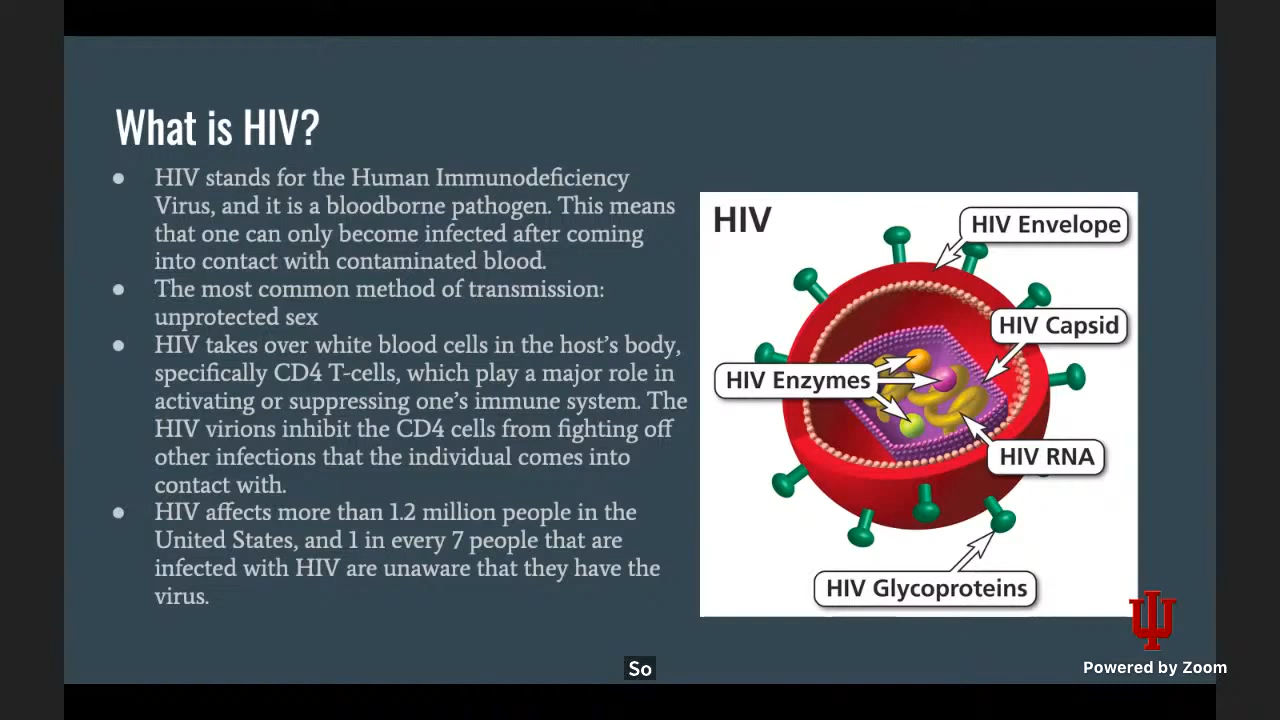 What is HIV?
● HIV stands for the Human Immunodeficiency
Virus, and it is a bloodborne pathogen. This means
that one can only become infected after coming
into contact with contaminated blood.
● The most common method of transmission:
unprotected sex
● HIV takes over white blood cells in the host's body,
specifically CD4 T-cells, which play a major role in
activating or suppressing one's immune system. The
HIV virions inhibit the CD4 cells from fighting off
other infections that the individual comes into
contact with.
● HIV affects more than 1.2 million people in the
United States, and 1 in every 7 people that are
infected with HIV are unaware that they have the
virus.
HIV
HIV Envelope
HIV Capsid
HIV Enzymes
HIV RNA
HIV Glycoproteins
So
Powered by Zoom